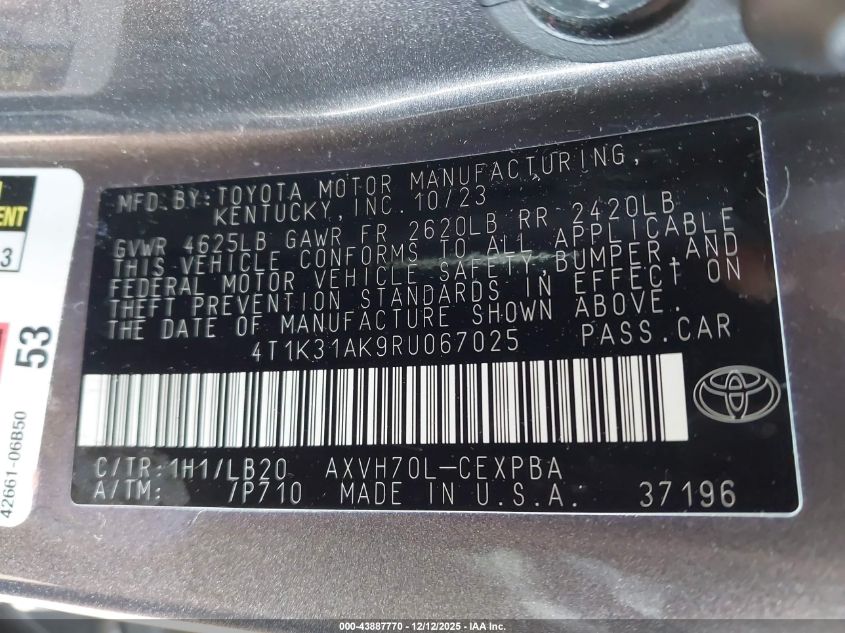 MFD.BY:TOYOTA MOTOR MANUFACTURING,
KENTUCKY,INC. 10/23
GVWR 4625LB GAWR FR 2620LB RR 2420LB
THIS VEHICLE CONFORMS TO ALL APPLICABLE
FEDERAL MOTOR VEHICLE SAFETY,BUMPER,AND
THEFT PREVENTION STANDARDS IN EFFECT ON
THE DATE OF MANUFACTURE SHOWN ABOVE.
4T1K31AK9RU067025 PASS.CAR
C/TR:1H1/LB20 AXVH70L-CEXPBA
A/TM: /P710 MADE IN U.S.A. 37196
3
53
42661-06B50
000-43887770 - 12/12/2025 - IAA Inc.